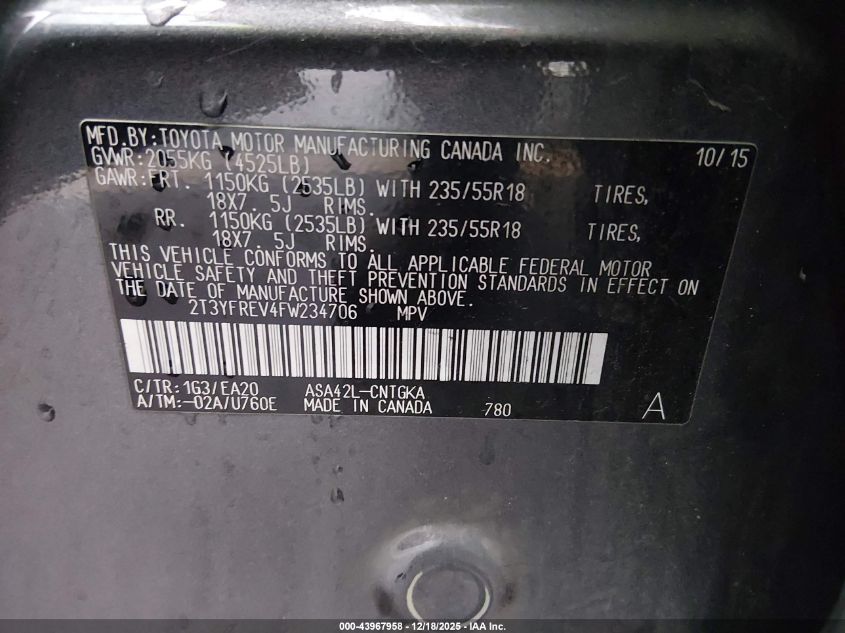 MFD.BY:TOYOTA MOTOR MANUFACTURING CANADA INC. 10/15
GVWR:2055KG (4525LB)
GAWR:FRT. 1150KG (2535LB) WITH 235/55R18 TIRES,
18X7.5J RIMS.
RR. 1150KG (2535LB) WITH 235/55R18 TIRES,
18X7.5J RIMS.
THIS VEHICLE CONFORMS TO ALL APPLICABLE FEDERAL MOTOR
VEHICLE SAFETY AND THEFT PREVENTION STANDARDS IN EFFECT ON
THE DATE OF MANUFACTURE SHOWN ABOVE.
2T3YFREV4FW234706 MPV
C/TR:1G3/EA20 ASA42L-CNTGKA
A/TM:-02A/U760E MADE IN CANADA 780 A
000-43967958 - 12/18/2025 - IAA Inc.